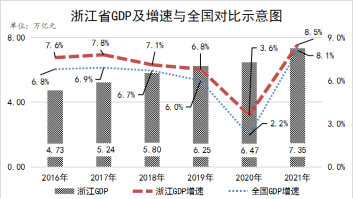 浙江省GDP及增速与全国对比示意图
单位：万亿元
8.00
4.00
0.00
9.0%
6.0%
3.0%
0.0%
7.6%
7.8%
7.1%
6.8%
3.6%
8.5%
6.8%
6.9%
6.7%
6.0%
2.2%
8.1%
4.73
5.24
5.80
6.25
6.47
7.35
2016年
2017年
2018年
2019年
2020年
2021年
浙江GDP
浙江GDP增速
全国GDP增速